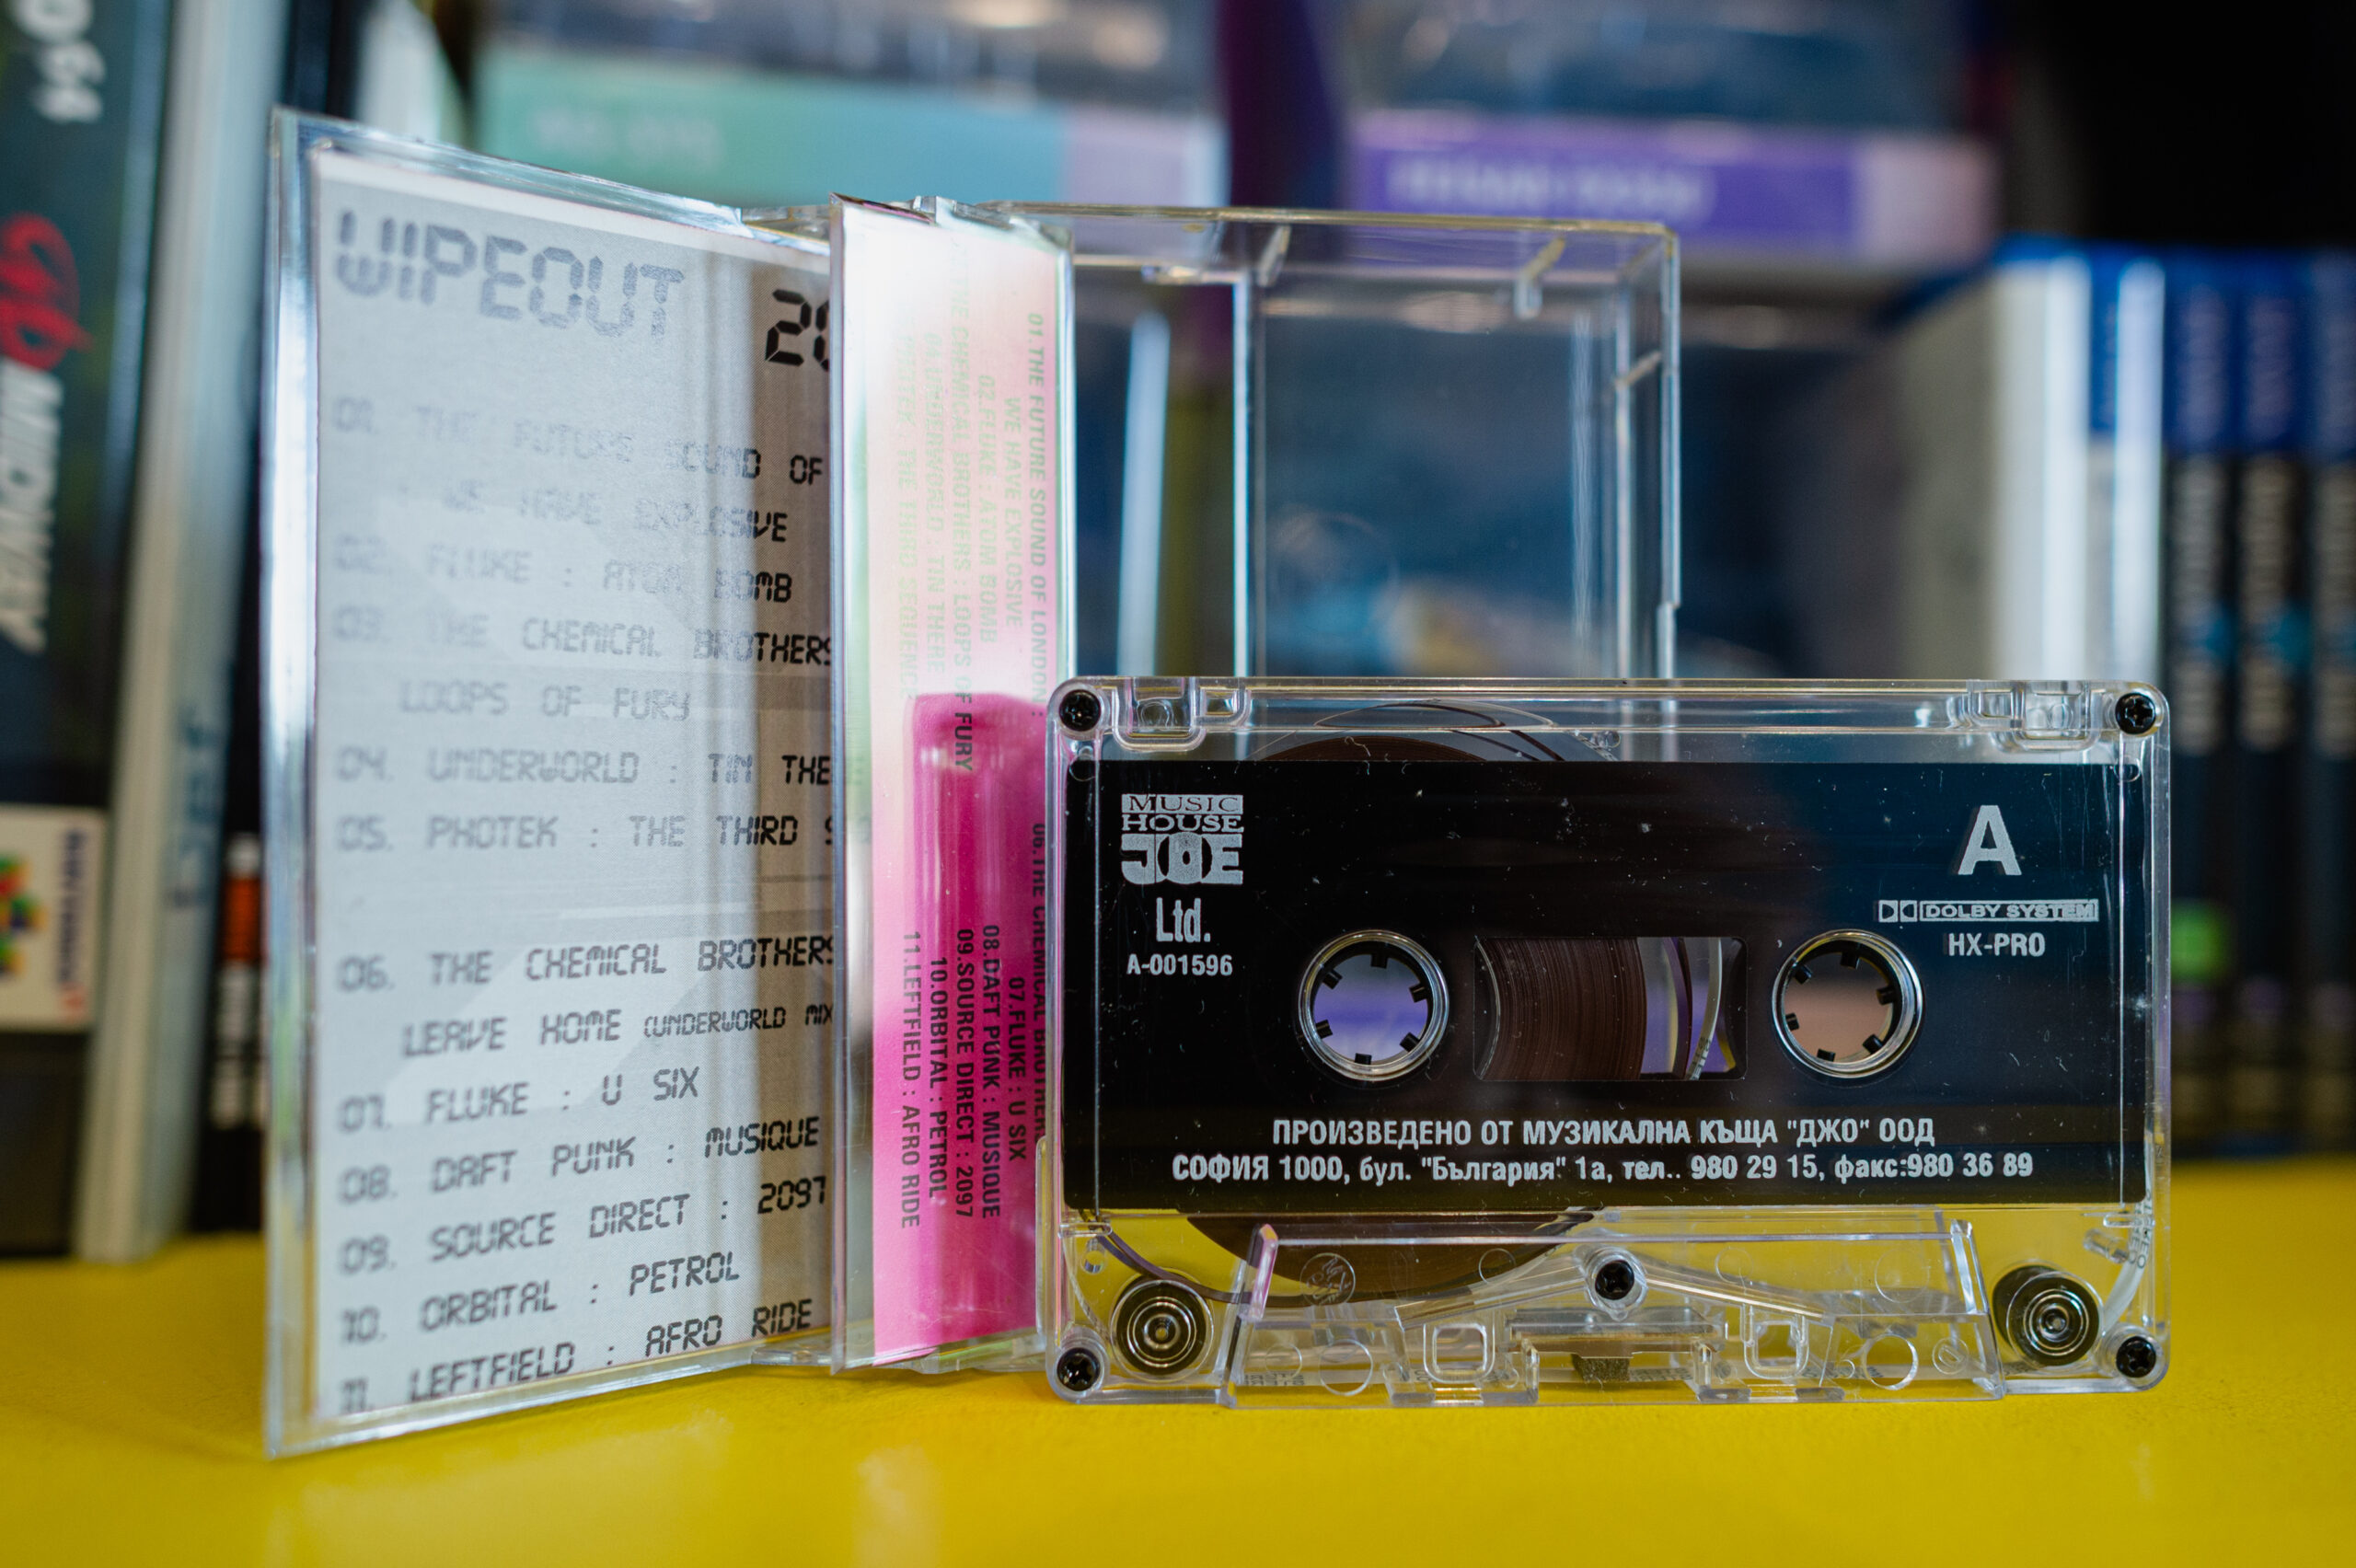 WIPEOUT
01. THE FUTURE SOUND OF
WE HAVE EXPLOSIVE
02. FLUKE : ATOM BOMB
03. THE CHEMICAL BROTHERS
LOOPS OF FURY
04. UNDERWORLD : TIN THE
05. PHOTEK : THE THIRD
06. THE CHEMICAL BROTHERS
LEAVE HOME (UNDERWORLD MIX
07. FLUKE : U SIX
08. DAFT PUNK : MUSIQUE
09. SOURCE DIRECT : 2097
10. ORBITAL : PETROL
11. LEFTFIELD : AFRO RIDE
01.THE FUTURE SOUND OF LONDON :
WE HAVE EXPLOSIVE
02.FLUKE : ATOM BOMB
THE CHEMICAL BROTHERS : LOOPS OF FURY
04.UNDERWORLD : TIN THERE
PHOTEK : THE THIRD SEQUENCE
06.THE CHEMICAL BROTHERS
07.FLUKE : U SIX
08.DAFT PUNK : MUSIQUE
09.SOURCE DIRECT : 2097
10.ORBITAL : PETROL
11.LEFTFIELD : AFRO RIDE
MUSIC
HOUSE
JOE
Ltd.
A-001596
A
DOLBY SYSTEM
HX-PRO
ПРОИЗВЕДЕНО ОТ МУЗИКАЛНА КЪЩА "ДЖО" ООД
СОФИЯ 1000, бул. "България" 1а, тел.. 980 29 15, факс:980 36 89